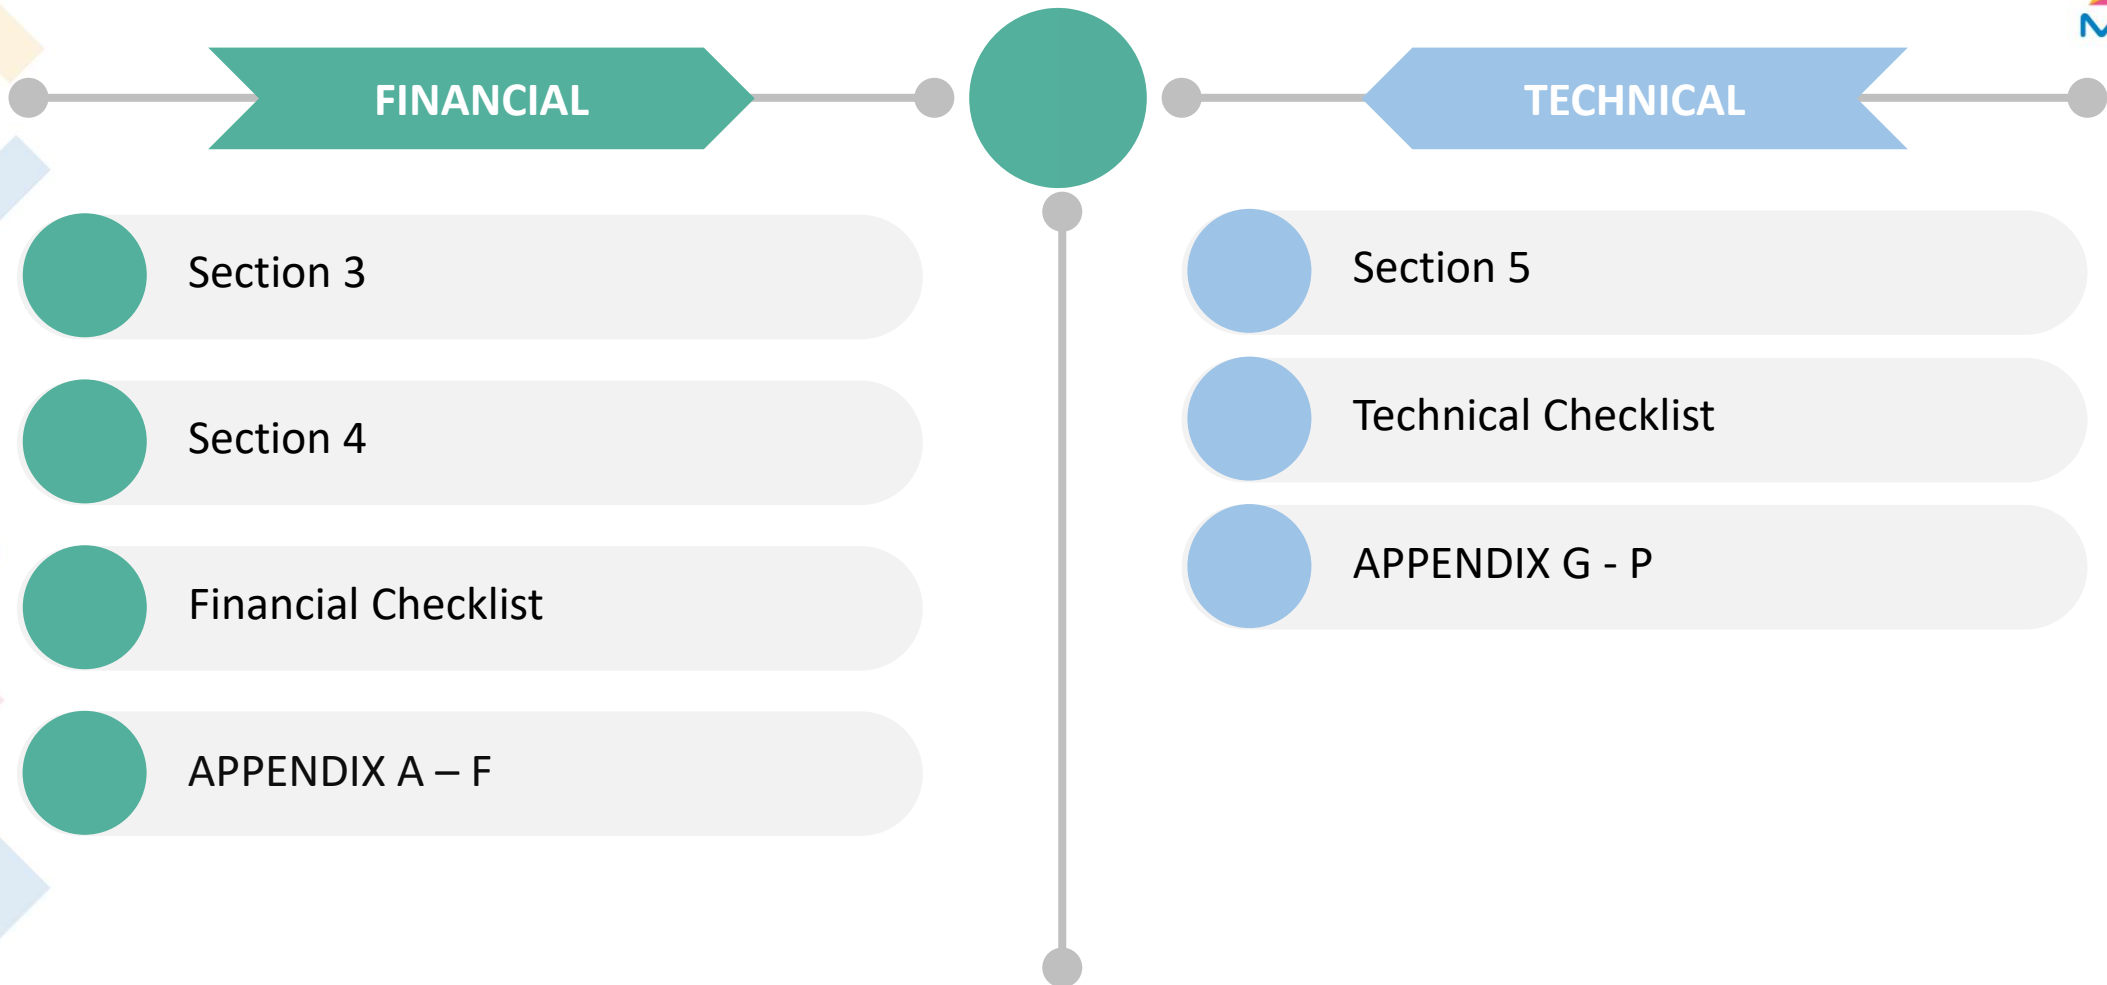 FINANCIAL
Section 3
Section 4
Financial Checklist
APPENDIX A – F
TECHNICAL
Section 5
Technical Checklist
APPENDIX G - P